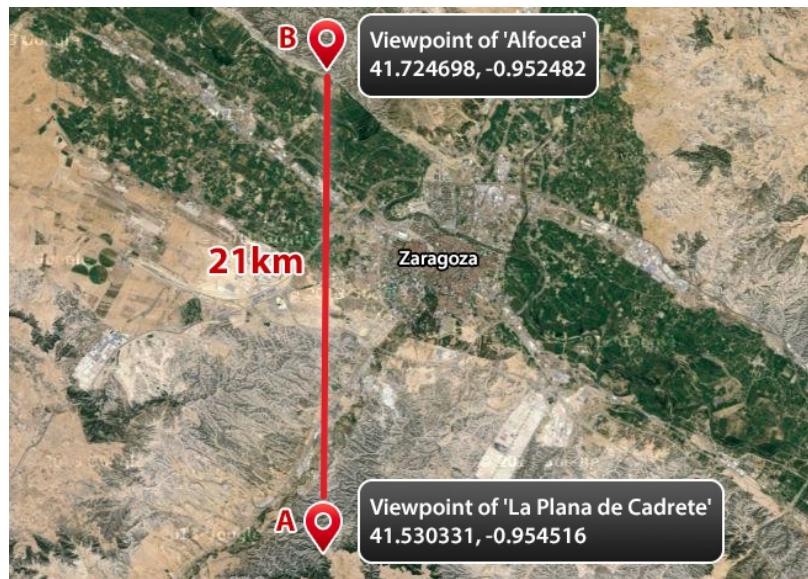 B
Viewpoint of 'Alfocea'
41.724698, -0.952482
21km
Zaragoza
A
Viewpoint of 'La Plana de Cadrete'
41.530331, -0.954516